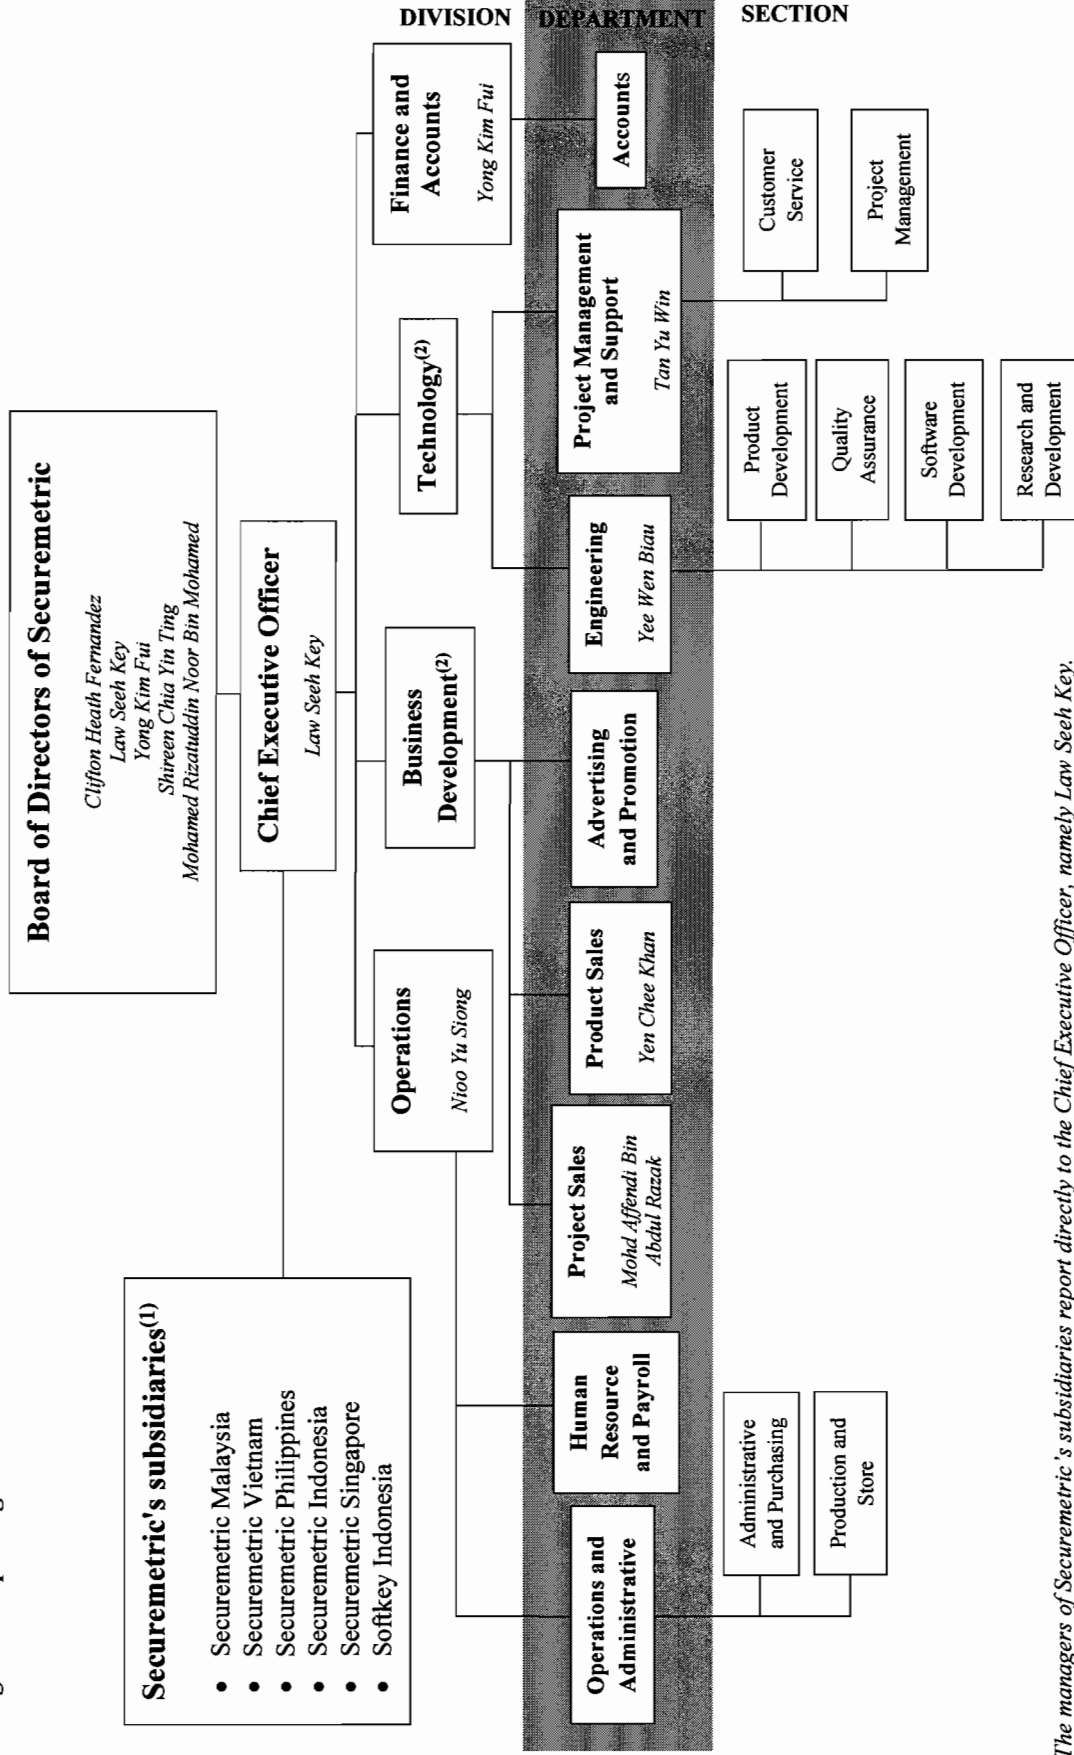 DIVISION
DEPARTMENT
SECTION
Board of Directors of Securemetric
Clifton Heath Fernandez
Law Seeh Key
Yong Kim Fui
Shireen Chia Yin Ting
Mohamed Rizatuddin Noor Bin Mohamed
Chief Executive Officer
Law Seeh Key
Securemetric's subsidiaries(1)
• Securemetric Malaysia
• Securemetric Vietnam
• Securemetric Philippines
• Securemetric Indonesia
• Securemetric Singapore
• Softkey Indonesia
Operations
Nioo Yu Siong
Business
Development(2)
Technology(2)
Finance and
Accounts
Yong Kim Fui
Operations and
Administrative
Human
Resource
and Payroll
Project Sales
Mohd Affendi Bin
Abdul Razak
Product Sales
Yen Chee Khan
Advertising
and Promotion
Engineering
Yee Wen Biau
Project Management
and Support
Tan Yu Win
Accounts
Administrative
and Purchasing
Production and
Store
Product
Development
Quality
Assurance
Software
Development
Research and
Development
Customer
Service
Project
Management
The managers of Securemetric's subsidiaries report directly to the Chief Executive Officer, namely Law Seeh Key.